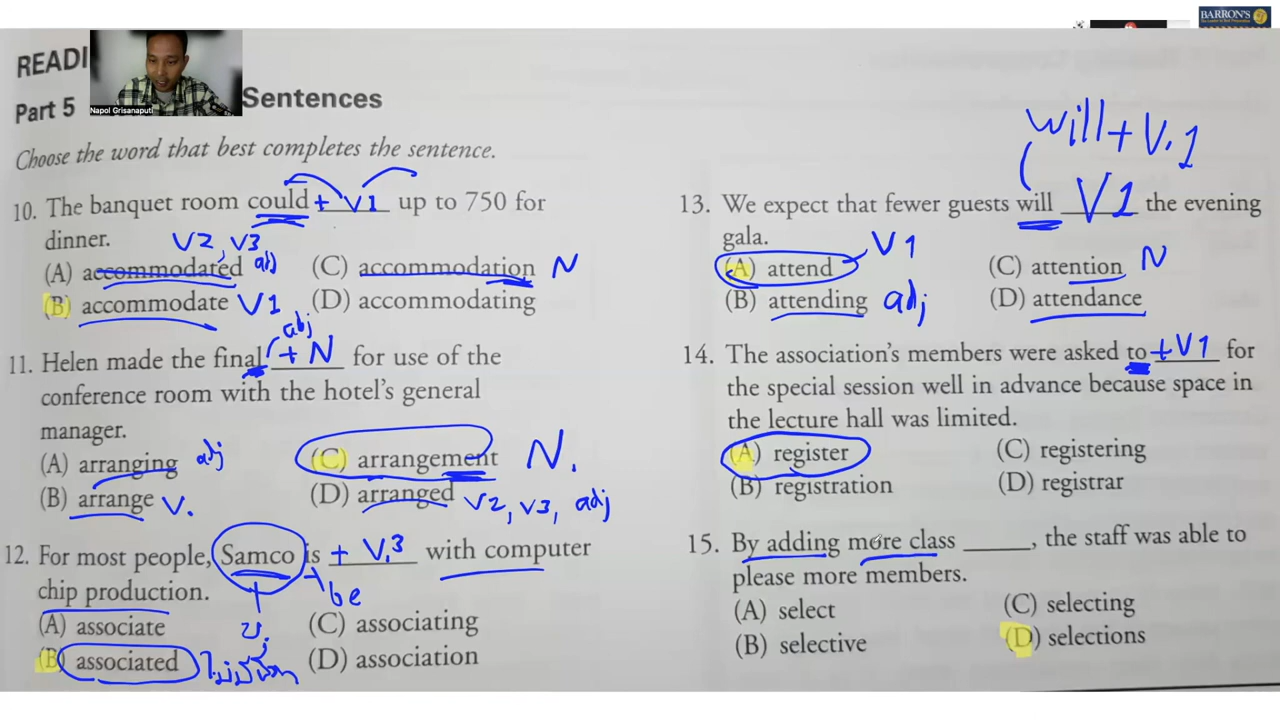 BARRON'S
READI
Part 5 Sentences
Napol Grisanaputi
Choose the word that best completes the sentence.
10. The banquet room could + V1 up to 750 for
dinner.
V2, V3
(A) accommodated adj
(B) accommodate V1
(C) accommodation N
(D) accommodating
adj
11. Helen made the final + N for use of the
conference room with the hotel's general
manager.
(A) arranging adj
(B) arrange V.
(C) arrangement N.
(D) arranged V2, V3, adj
12. For most people, Samco is + V.3 with computer
chip production.
be
(A) associate
(B) associated
(C) associating
(D) association
will + V.1
13. We expect that fewer guests will V1 the evening
gala.
(A) attend V1
(B) attending adj
(C) attention N
(D) attendance
14. The association's members were asked to + V1 for
the special session well in advance because space in
the lecture hall was limited.
(A) register
(B) registration
(C) registering
(D) registrar
15. By adding more class _____, the staff was able to
please more members.
(A) select
(B) selective
(C) selecting
(D) selections